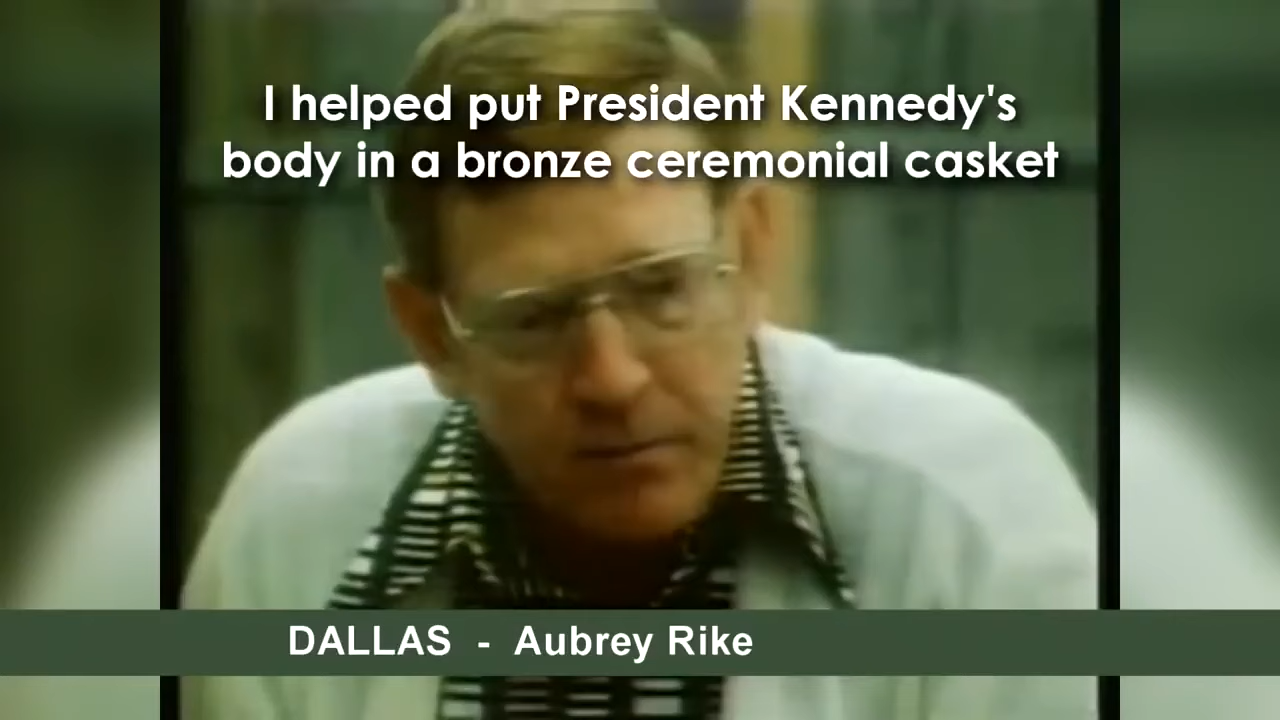 I helped put President Kennedy's
body in a bronze ceremonial casket
DALLAS - Aubrey Rike